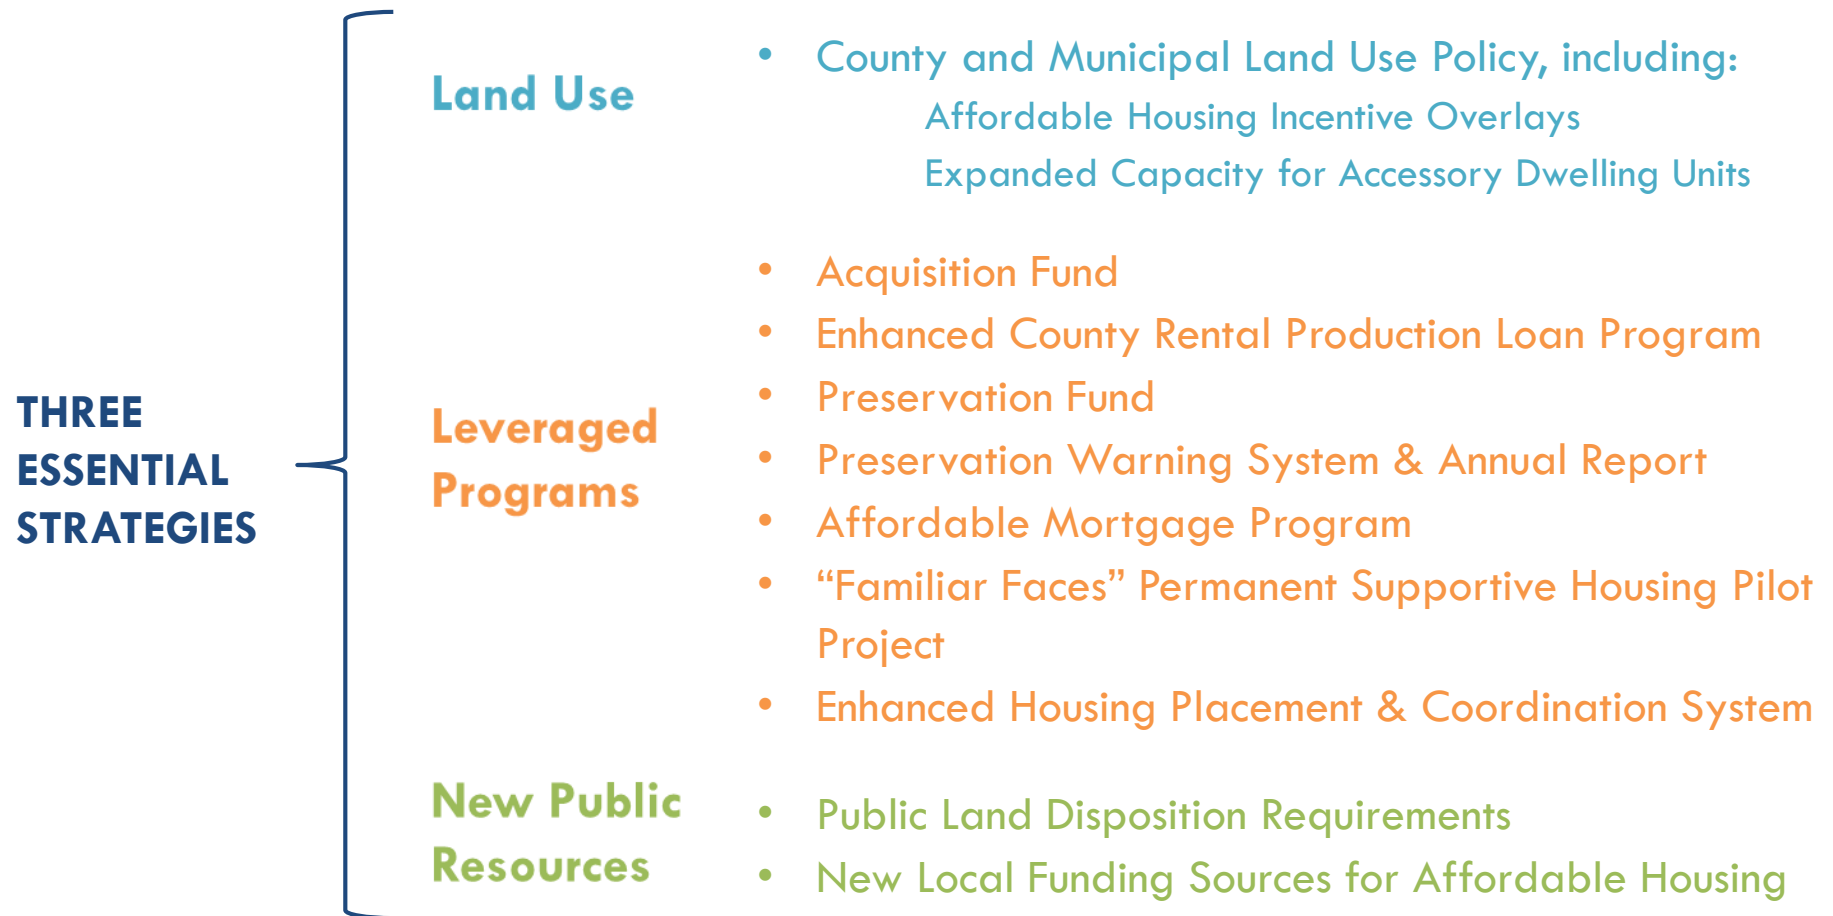 THREE
ESSENTIAL
STRATEGIES
Land Use
• County and Municipal Land Use Policy, including:
Affordable Housing Incentive Overlays
Expanded Capacity for Accessory Dwelling Units
Leveraged
Programs
• Acquisition Fund
• Enhanced County Rental Production Loan Program
• Preservation Fund
• Preservation Warning System & Annual Report
• Affordable Mortgage Program
• “Familiar Faces” Permanent Supportive Housing Pilot
Project
• Enhanced Housing Placement & Coordination System
New Public
Resources
• Public Land Disposition Requirements
• New Local Funding Sources for Affordable Housing